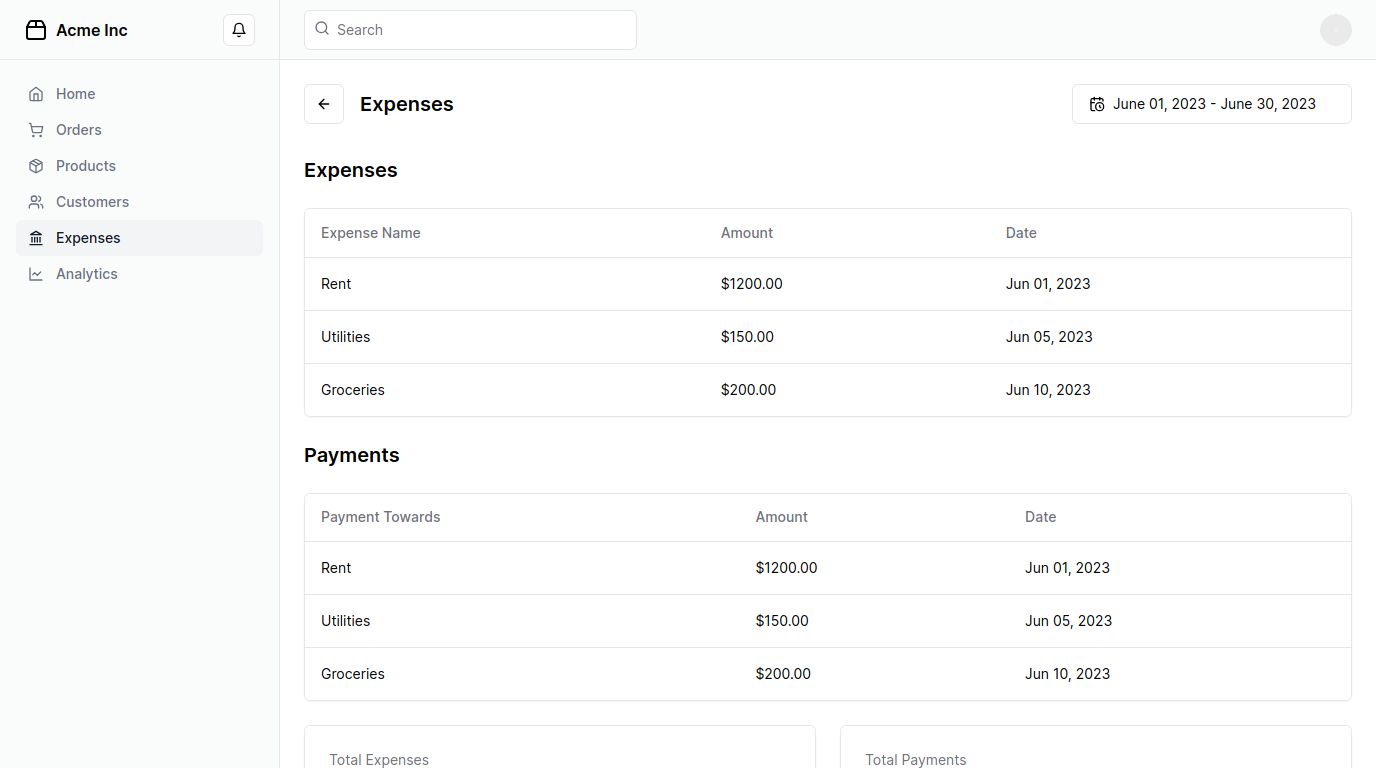 Acme Inc
Search
Home
Orders
Products
Customers
Expenses
Analytics
Expenses
June 01, 2023 - June 30, 2023
Expenses
Expense Name Amount Date
Rent $1200.00 Jun 01, 2023
Utilities $150.00 Jun 05, 2023
Groceries $200.00 Jun 10, 2023
Payments
Payment Towards Amount Date
Rent $1200.00 Jun 01, 2023
Utilities $150.00 Jun 05, 2023
Groceries $200.00 Jun 10, 2023
Total Expenses Total Payments